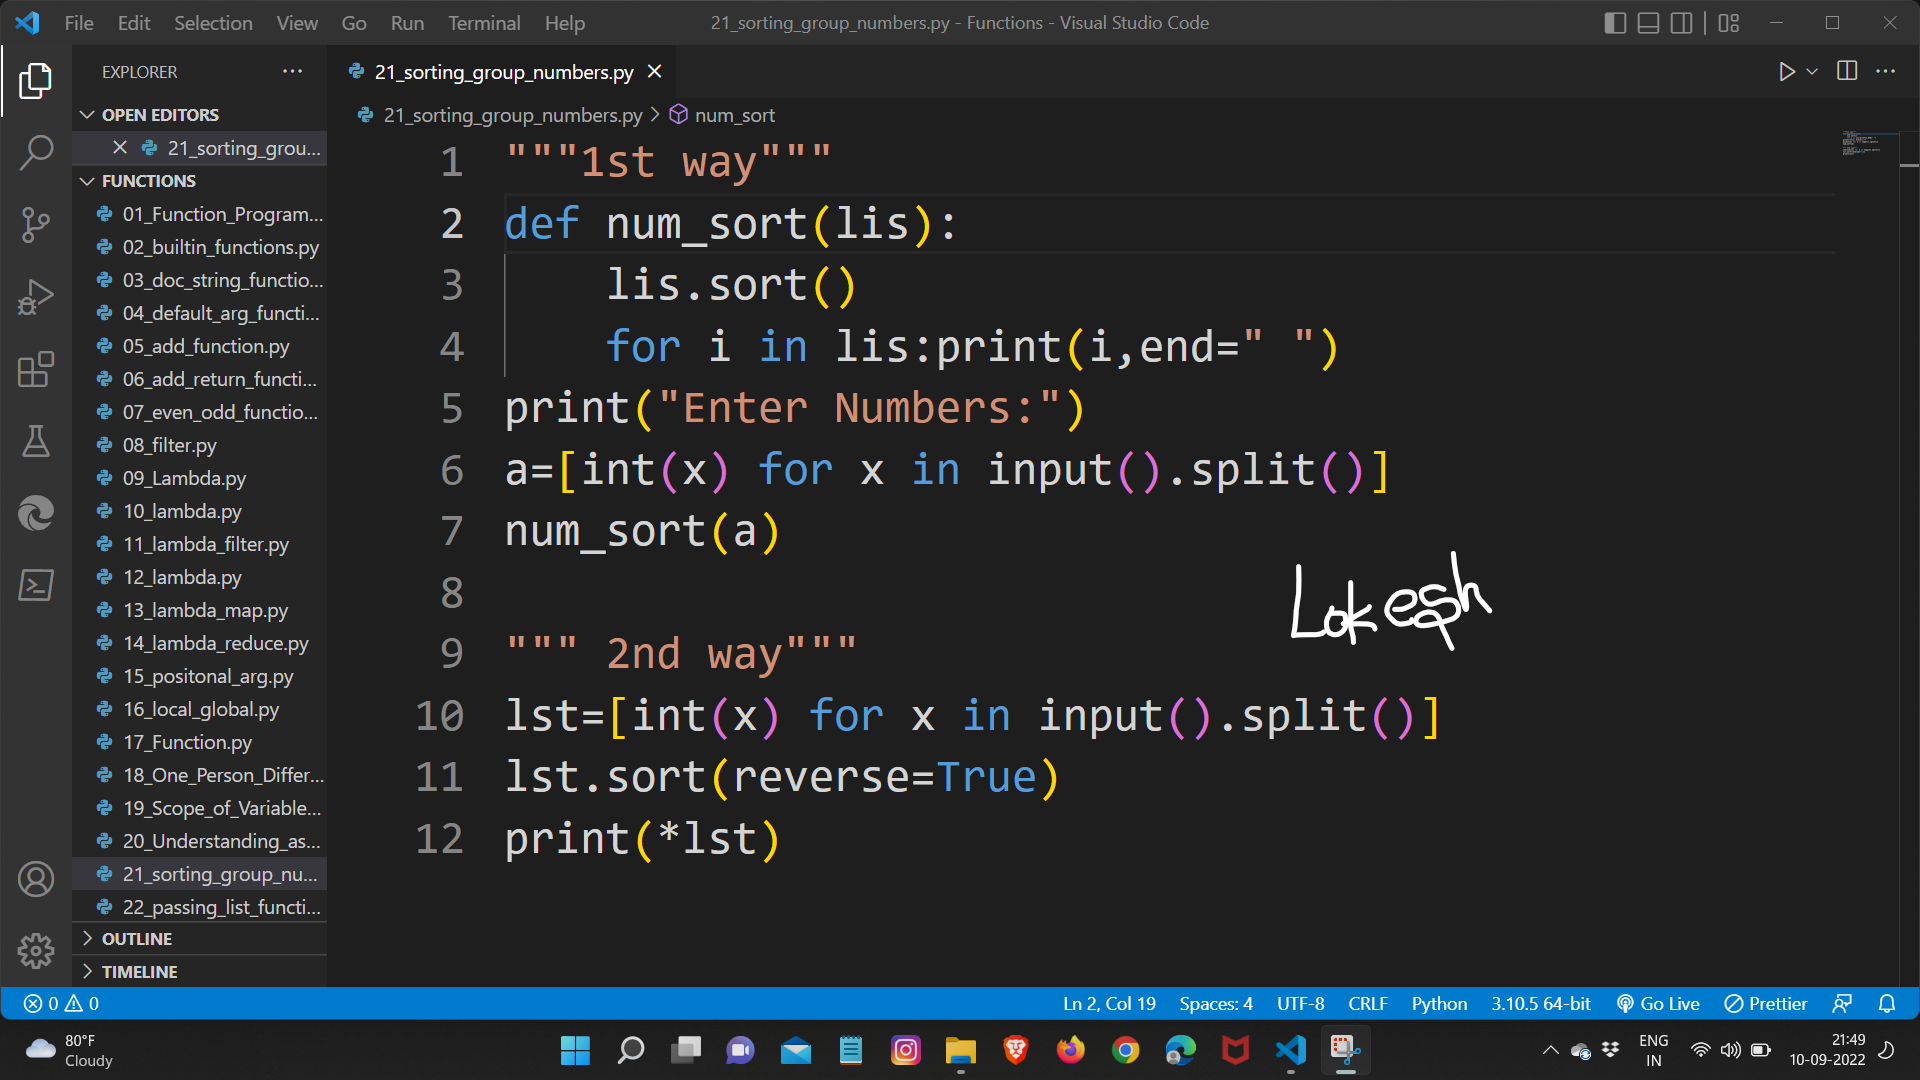 File Edit Selection View Go Run Terminal Help
21_sorting_group_numbers.py - Functions - Visual Studio Code
EXPLORER
OPEN EDITORS
21_sorting_grou...
FUNCTIONS
01_Function_Program...
02_builtin_functions.py
03_doc_string_functio...
04_default_arg_functi...
05_add_function.py
06_add_return_functi...
07_even_odd_functio...
08_filter.py
09_Lambda.py
10_lambda.py
11_lambda_filter.py
12_lambda.py
13_lambda_map.py
14_lambda_reduce.py
15_positonal_arg.py
16_local_global.py
17_Function.py
18_One_Person_Differ...
19_Scope_of_Variable...
20_Understanding_as...
21_sorting_group_nu...
22_passing_list_functi...
OUTLINE
TIMELINE
21_sorting_group_numbers.py
21_sorting_group_numbers.py > num_sort
1 """1st way"""
2 def num_sort(lis):
3     lis.sort()
4     for i in lis:print(i,end=" ")
5 print("Enter Numbers:")
6 a=[int(x) for x in input().split()]
7 num_sort(a)
8
9 """ 2nd way"""
10 lst=[int(x) for x in input().split()]
11 lst.sort(reverse=True)
12 print(*lst)
Lokesh
0 0
Ln 2, Col 19 Spaces: 4 UTF-8 CRLF Python 3.10.5 64-bit Go Live Prettier
80°F
Cloudy
ENG
IN
21:49
10-09-2022